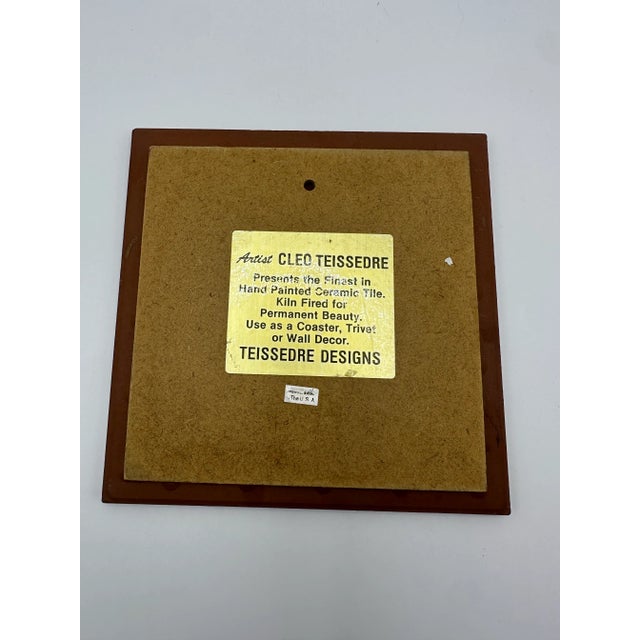 Artist CLEO TEISSEDRE
Presents the Finest in
Hand Painted Ceramic Tile.
Kiln Fired for
Permanent Beauty.
Use as a Coaster, Trivet
or Wall Decor.
TEISSEDRE DESIGNS
U S A